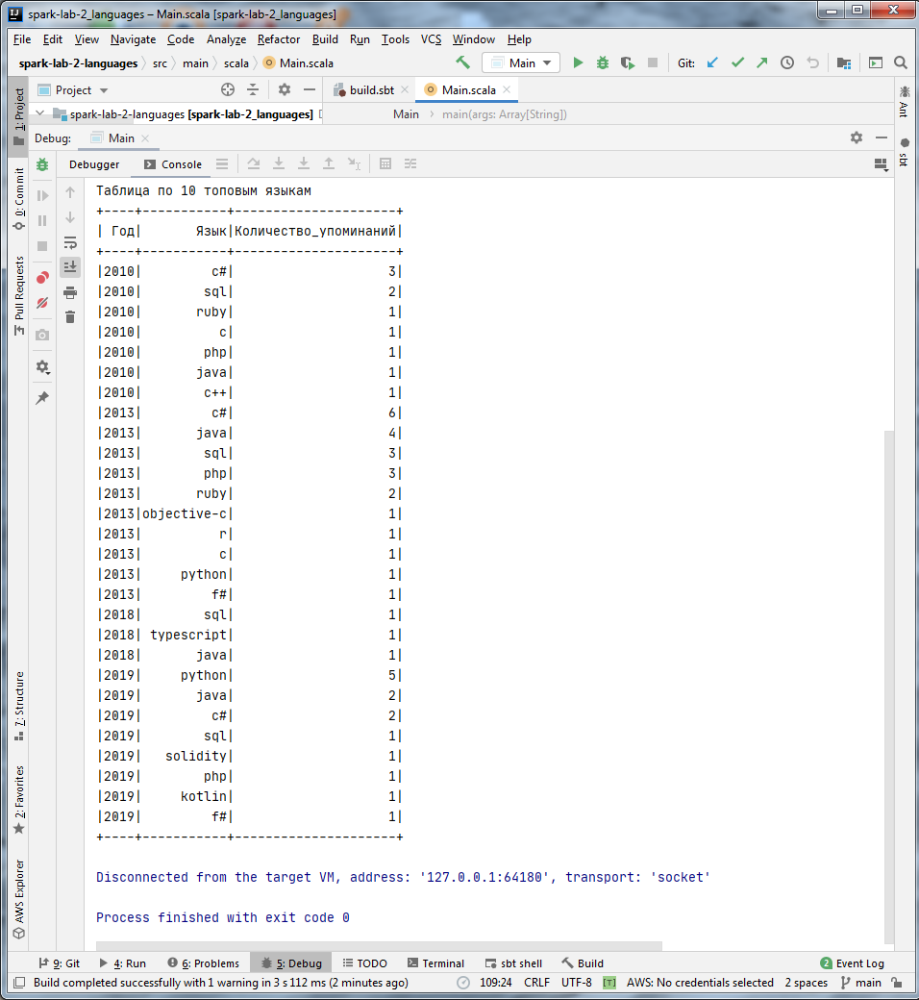 spark-lab-2_languages – Main.scala [spark-lab-2_languages]
File Edit View Navigate Code Analyze Refactor Build Run Tools VCS Window Help
spark-lab-2-languages src main scala Main.scala Main Git:
Project build.sbt Main.scala
spark-lab-2-languages [spark-lab-2_languages] Main main(args: Array[String])
Debug: Main
Debugger Console
1: Project
0: Commit
Pull Requests
7: Structure
2: Favorites
AWS Explorer
Ant
sbt
Таблица по 10 топовым языкам
+----+-----------+--------------------+
| Год|       Язык|Количество_упоминаний|
+----+-----------+--------------------+
|2010|         c#|                   3|
|2010|        sql|                   2|
|2010|       ruby|                   1|
|2010|          c|                   1|
|2010|        php|                   1|
|2010|       java|                   1|
|2010|        c++|                   1|
|2013|         c#|                   6|
|2013|       java|                   4|
|2013|        sql|                   3|
|2013|        php|                   3|
|2013|       ruby|                   2|
|2013|objective-c|                   1|
|2013|          r|                   1|
|2013|          c|                   1|
|2013|     python|                   1|
|2013|         f#|                   1|
|2018|        sql|                   1|
|2018| typescript|                   1|
|2018|       java|                   1|
|2019|     python|                   5|
|2019|       java|                   2|
|2019|         c#|                   2|
|2019|        sql|                   1|
|2019|   solidity|                   1|
|2019|        php|                   1|
|2019|     kotlin|                   1|
|2019|         f#|                   1|
+----+-----------+--------------------+
Disconnected from the target VM, address: '127.0.0.1:64180', transport: 'socket'
Process finished with exit code 0
9: Git 4: Run 6: Problems 5: Debug TODO Terminal sbt shell Build 2 Event Log
Build completed successfully with 1 warning in 3 s 112 ms (2 minutes ago) 109:24 CRLF UTF-8 [T] AWS: No credentials selected 2 spaces main